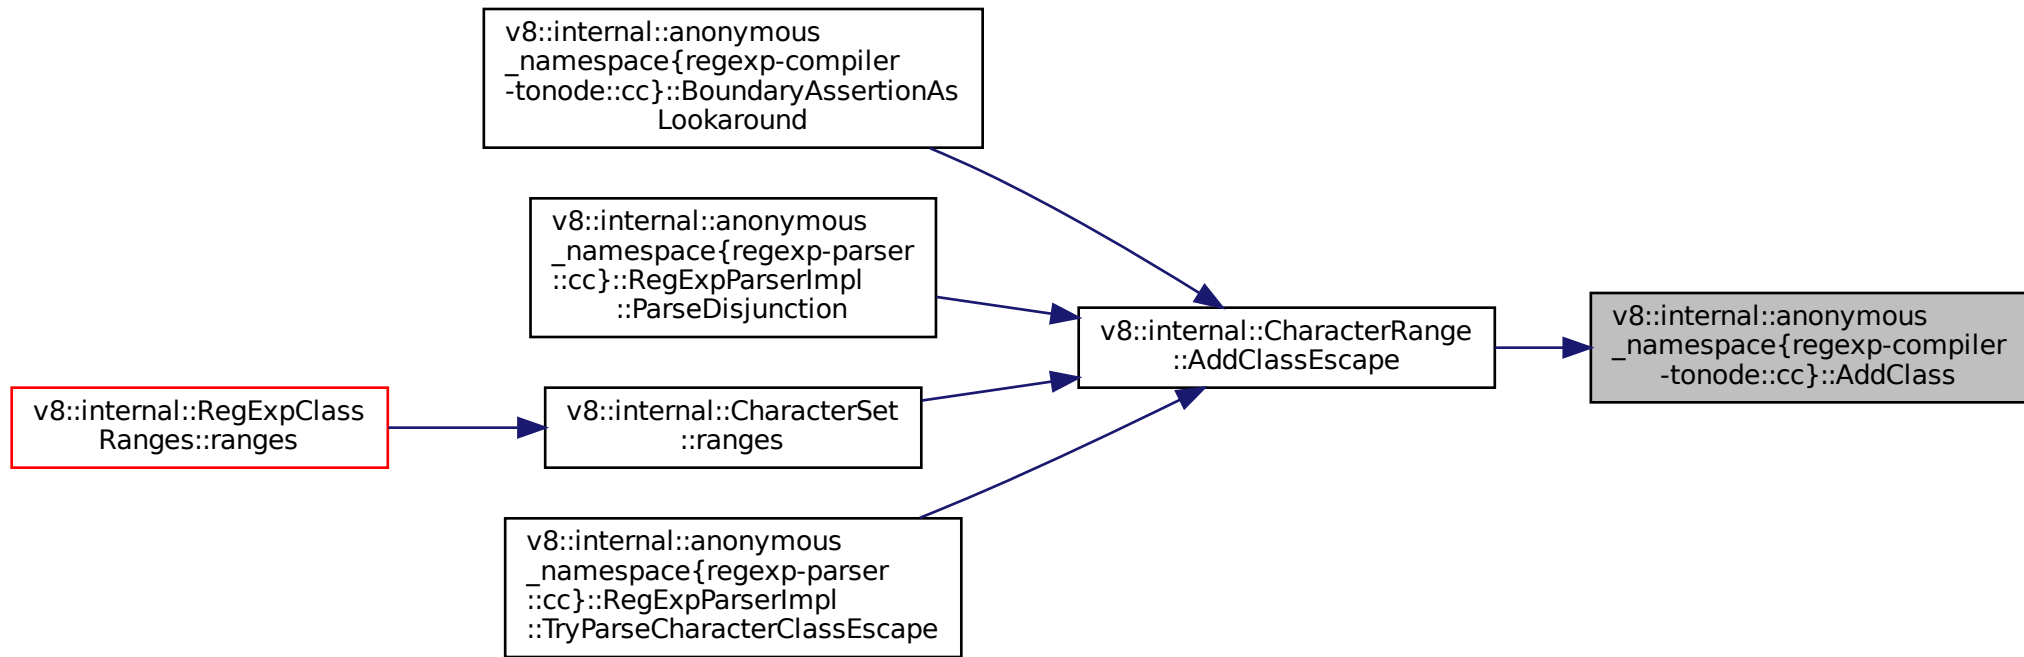 v8::internal::anonymous
_namespace{regexp-compiler
-tonode::cc}::BoundaryAssertionAs
Lookaround
v8::internal::anonymous
_namespace{regexp-parser
::cc}::RegExpParserImpl
::ParseDisjunction
v8::internal::RegExpClass
Ranges::ranges
v8::internal::CharacterSet
::ranges
v8::internal::anonymous
_namespace{regexp-parser
::cc}::RegExpParserImpl
::TryParseCharacterClassEscape
v8::internal::CharacterRange
::AddClassEscape
v8::internal::anonymous
_namespace{regexp-compiler
-tonode::cc}::AddClass